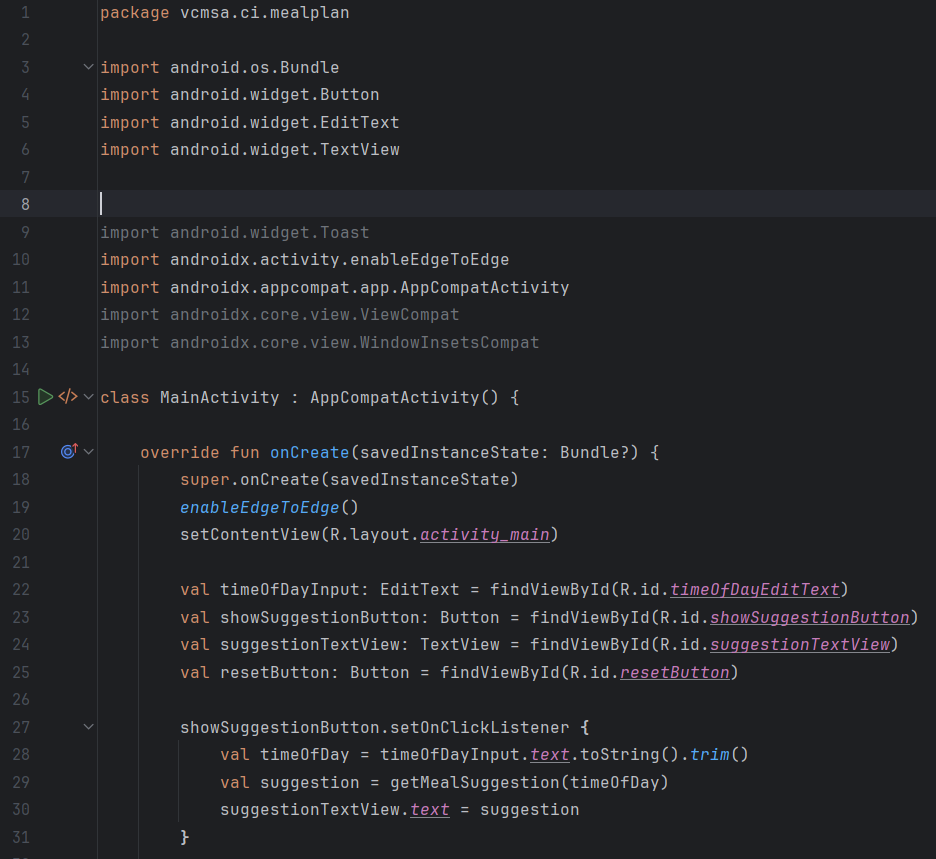 1 package vcmsa.ci.mealplan
2
3 import android.os.Bundle
4 import android.widget.Button
5 import android.widget.EditText
6 import android.widget.TextView
7
8
9 import android.widget.Toast
10 import androidx.activity.enableEdgeToEdge
11 import androidx.appcompat.app.AppCompatActivity
12 import androidx.core.view.ViewCompat
13 import androidx.core.view.WindowInsetsCompat
14
15 </> class MainActivity : AppCompatActivity() {
16
17     override fun onCreate(savedInstanceState: Bundle?) {
18         super.onCreate(savedInstanceState)
19         enableEdgeToEdge()
20         setContentView(R.layout.activity_main)
21
22         val timeOfDayInput: EditText = findViewById(R.id.timeOfDayEditText)
23         val showSuggestionButton: Button = findViewById(R.id.showSuggestionButton)
24         val suggestionTextView: TextView = findViewById(R.id.suggestionTextView)
25         val resetButton: Button = findViewById(R.id.resetButton)
26
27         showSuggestionButton.setOnClickListener {
28             val timeOfDay = timeOfDayInput.text.toString().trim()
29             val suggestion = getMealSuggestion(timeOfDay)
30             suggestionTextView.text = suggestion
31         }